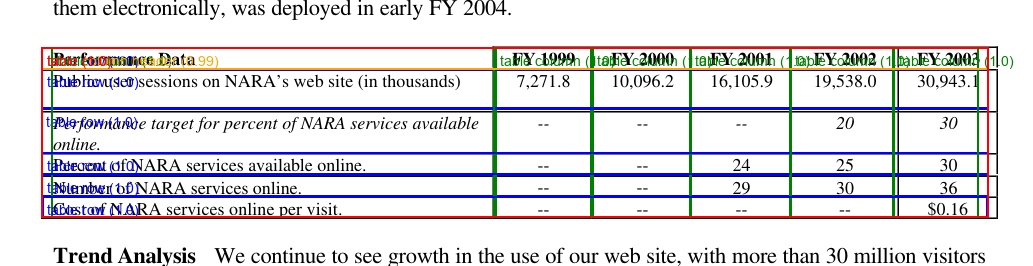 them electronically, was deployed in early FY 2004.
Performance Data FY 1999 FY 2000 FY 2001 FY 2002 FY 2003
Public user sessions on NARA's web site (in thousands) 7,271.8 10,096.2 16,105.9 19,538.0 30,943.1
Performance target for percent of NARA services available -- -- -- 20 30
online.
Percent of NARA services available online. -- -- 24 25 30
Number of NARA services online. -- -- 29 30 36
Cost of NARA services online per visit. -- -- -- -- $0.16
Trend Analysis We continue to see growth in the use of our web site, with more than 30 million visitors